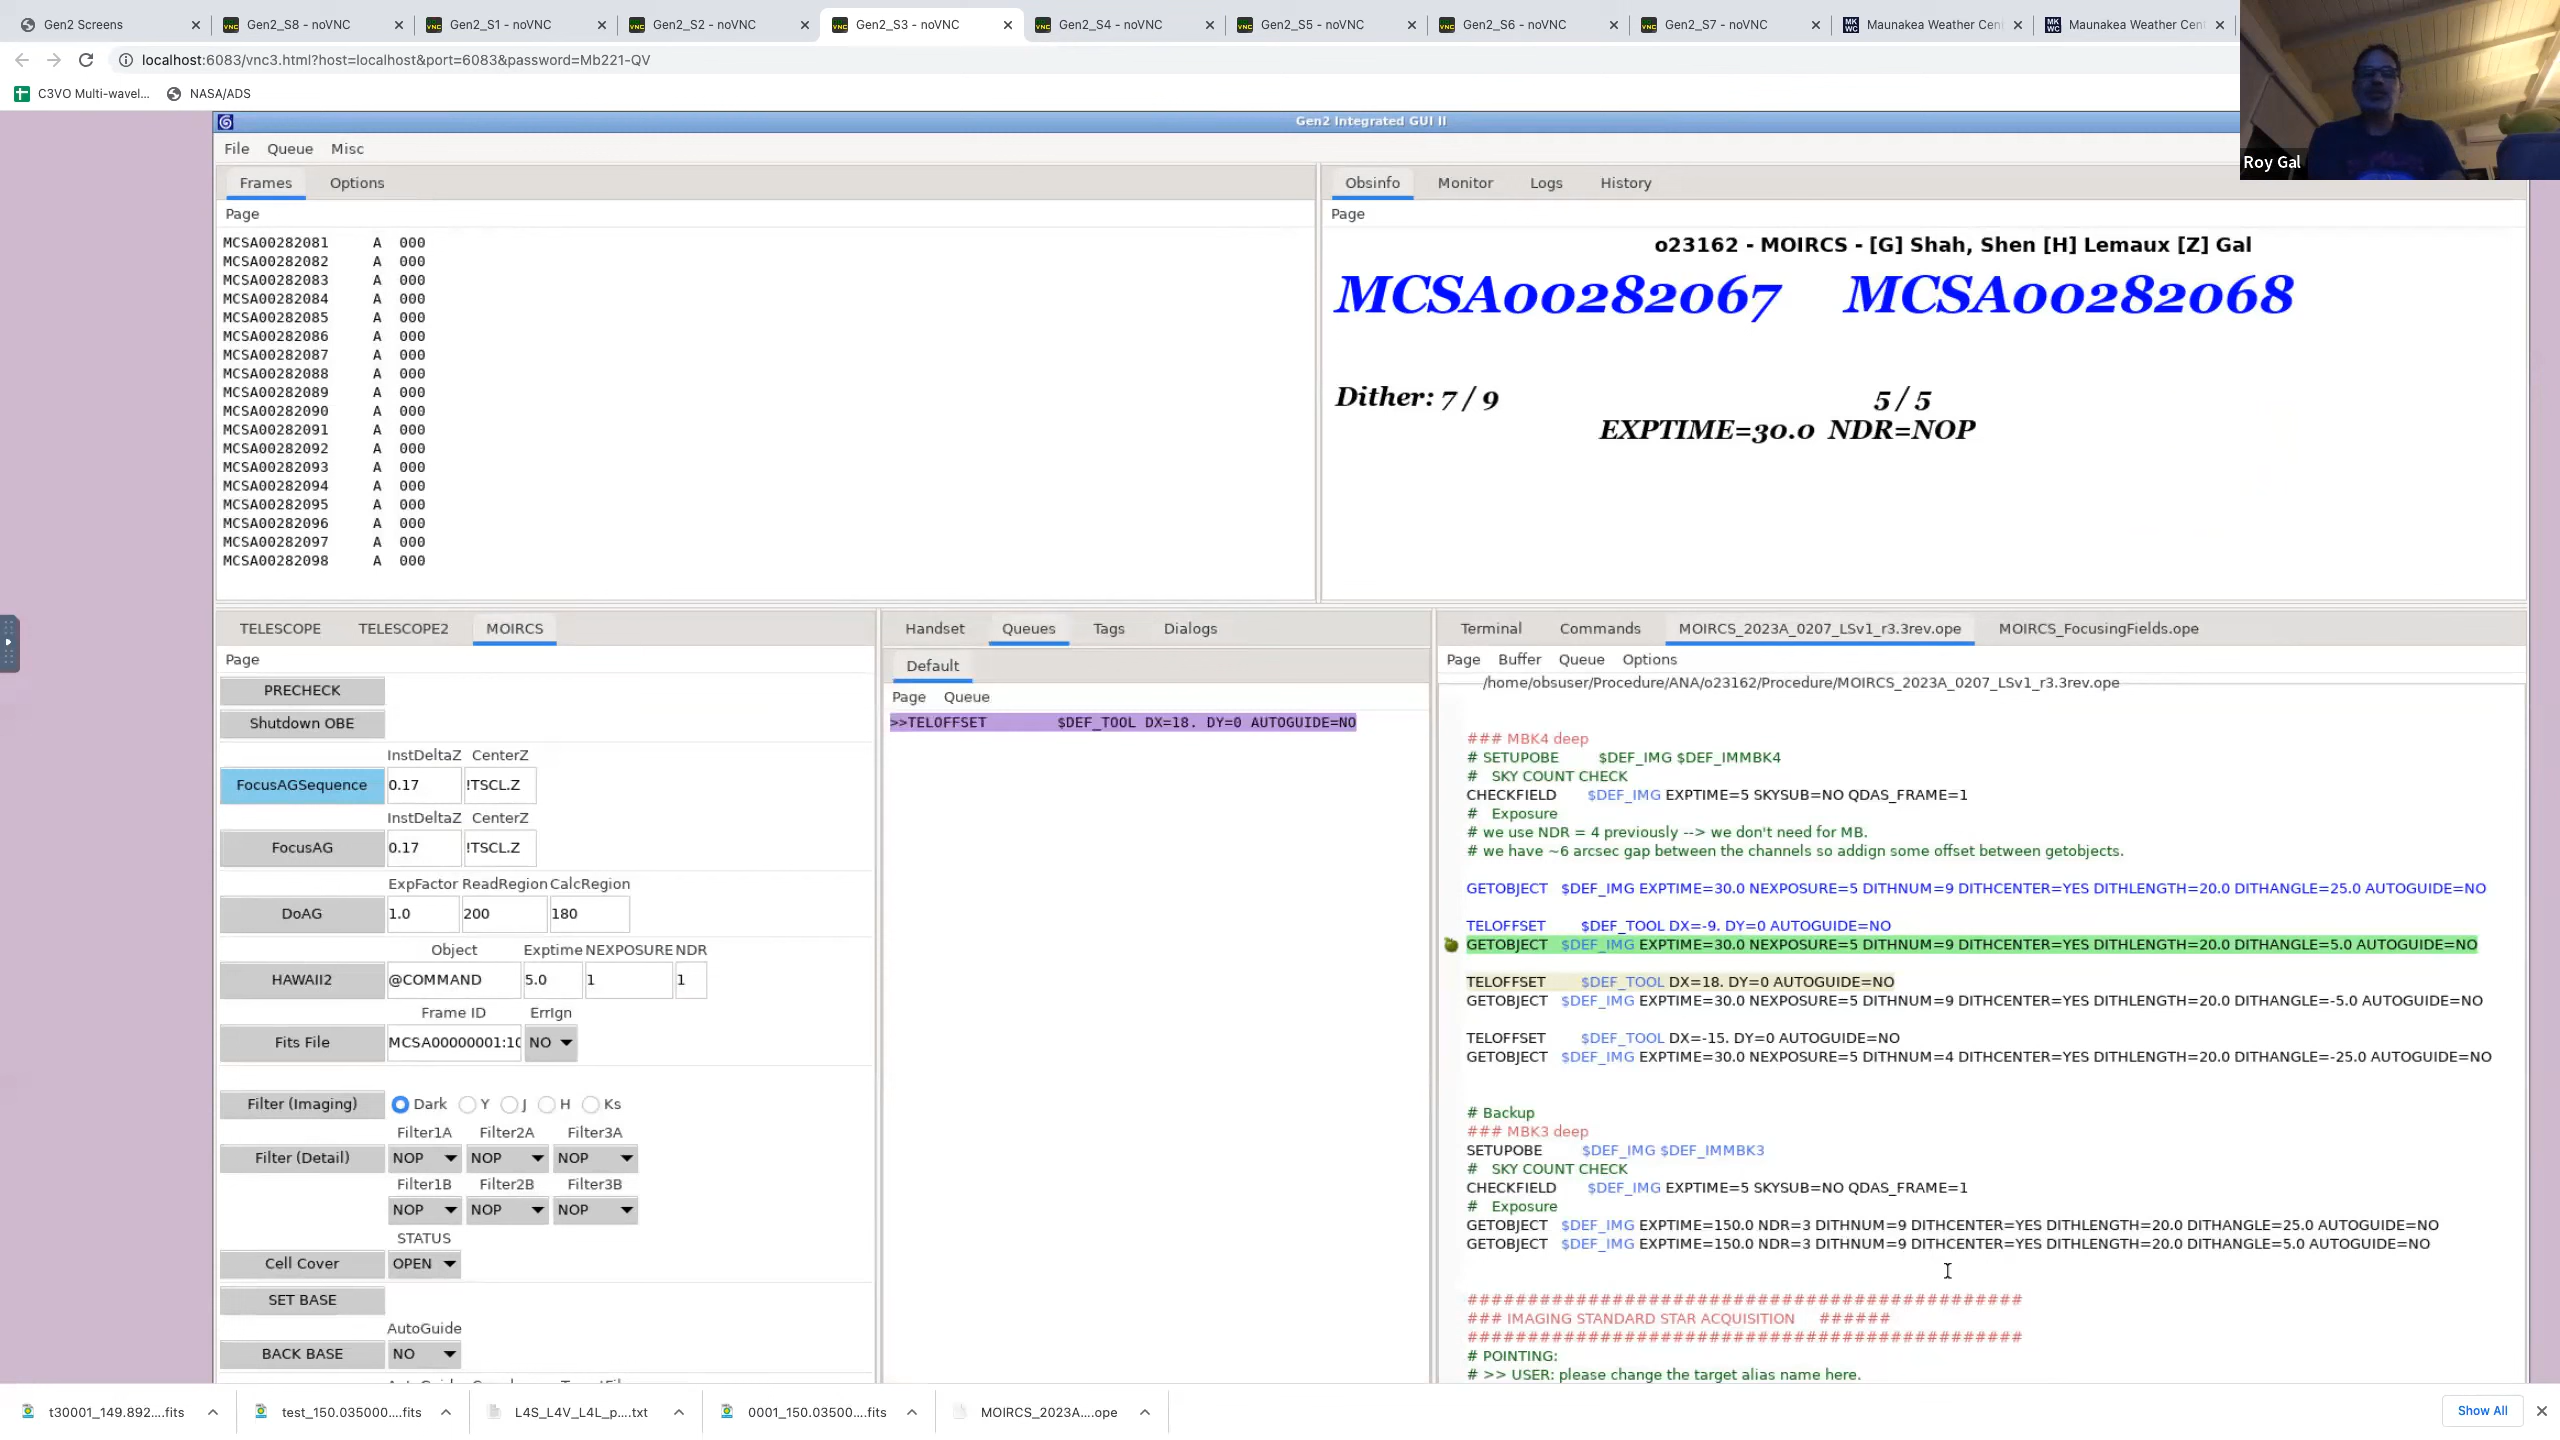 Gen2 Screens
Gen2_S8 - noVNC
Gen2_S1 - noVNC
Gen2_S2 - noVNC
Gen2_S3 - noVNC
Gen2_S4 - noVNC
Gen2_S5 - noVNC
Gen2_S6 - noVNC
Gen2_S7 - noVNC
Maunakea Weather Cen
Maunakea Weather Cen
localhost:6083/vnc3.html?host=localhost&port=6083&password=Mb221-QV
C3VO Multi-wavel...
NASA/ADS
Roy Gal
Gen2 Integrated GUI II
File Queue Misc
Frames Options
Page
MCSA00282081 A 000
MCSA00282082 A 000
MCSA00282083 A 000
MCSA00282084 A 000
MCSA00282085 A 000
MCSA00282086 A 000
MCSA00282087 A 000
MCSA00282088 A 000
MCSA00282089 A 000
MCSA00282090 A 000
MCSA00282091 A 000
MCSA00282092 A 000
MCSA00282093 A 000
MCSA00282094 A 000
MCSA00282095 A 000
MCSA00282096 A 000
MCSA00282097 A 000
MCSA00282098 A 000
Obsinfo Monitor Logs History
Page
o23162 - MOIRCS - [G] Shah, Shen [H] Lemaux [Z] Gal
MCSA00282067 MCSA00282068
Dither: 7 / 9 5 / 5
EXPTIME=30.0 NDR=NOP
TELESCOPE TELESCOPE2 MOIRCS
Page
PRECHECK
Shutdown OBE
InstDeltaZ CenterZ
FocusAGSequence 0.17 !TSCL.Z
InstDeltaZ CenterZ
FocusAG 0.17 !TSCL.Z
ExpFactor ReadRegion CalcRegion
DoAG 1.0 200 180
Object Exptime NEXPOSURE NDR
HAWAII2 @COMMAND 5.0 1 1
Frame ID ErrIgn
Fits File MCSA00000001:10 NO
Filter (Imaging) Dark Y J H Ks
Filter1A Filter2A Filter3A
Filter (Detail) NOP NOP NOP
Filter1B Filter2B Filter3B
NOP NOP NOP
STATUS
Cell Cover OPEN
SET BASE
AutoGuide
BACK BASE NO
Handset Queues Tags Dialogs
Default
Page Queue
>>TELOFFSET $DEF_TOOL DX=18. DY=0 AUTOGUIDE=NO
Terminal Commands MOIRCS_2023A_0207_LSv1_r3.3rev.ope MOIRCS_FocusingFields.ope
Page Buffer Queue Options
/home/obsuser/Procedure/ANA/o23162/Procedure/MOIRCS_2023A_0207_LSv1_r3.3rev.ope
### MBK4 deep
# SETUPOBE $DEF_IMG $DEF_IMMBK4
# SKY COUNT CHECK
CHECKFIELD $DEF_IMG EXPTIME=5 SKYSUB=NO QDAS_FRAME=1
# Exposure
# we use NDR = 4 previously --> we don't need for MB.
# we have ~6 arcsec gap between the channels so addign some offset between getobjects.
GETOBJECT $DEF_IMG EXPTIME=30.0 NEXPOSURE=5 DITHNUM=9 DITHCENTER=YES DITHLENGTH=20.0 DITHANGLE=25.0 AUTOGUIDE=NO
TELOFFSET $DEF_TOOL DX=-9. DY=0 AUTOGUIDE=NO
GETOBJECT $DEF_IMG EXPTIME=30.0 NEXPOSURE=5 DITHNUM=9 DITHCENTER=YES DITHLENGTH=20.0 DITHANGLE=5.0 AUTOGUIDE=NO
TELOFFSET $DEF_TOOL DX=18. DY=0 AUTOGUIDE=NO
GETOBJECT $DEF_IMG EXPTIME=30.0 NEXPOSURE=5 DITHNUM=9 DITHCENTER=YES DITHLENGTH=20.0 DITHANGLE=-5.0 AUTOGUIDE=NO
TELOFFSET $DEF_TOOL DX=-15. DY=0 AUTOGUIDE=NO
GETOBJECT $DEF_IMG EXPTIME=30.0 NEXPOSURE=5 DITHNUM=4 DITHCENTER=YES DITHLENGTH=20.0 DITHANGLE=-25.0 AUTOGUIDE=NO
# Backup
### MBK3 deep
SETUPOBE $DEF_IMG $DEF_IMMBK3
# SKY COUNT CHECK
CHECKFIELD $DEF_IMG EXPTIME=5 SKYSUB=NO QDAS_FRAME=1
# Exposure
GETOBJECT $DEF_IMG EXPTIME=150.0 NDR=3 DITHNUM=9 DITHCENTER=YES DITHLENGTH=20.0 DITHANGLE=25.0 AUTOGUIDE=NO
GETOBJECT $DEF_IMG EXPTIME=150.0 NDR=3 DITHNUM=9 DITHCENTER=YES DITHLENGTH=20.0 DITHANGLE=5.0 AUTOGUIDE=NO
##############################################
### IMAGING STANDARD STAR ACQUISITION ######
##############################################
# POINTING:
# >> USER: please change the target alias name here.
t30001_149.892....fits
test_150.035000....fits
L4S_L4V_L4L_p....txt
0001_150.03500....fits
MOIRCS_2023A....ope
Show All